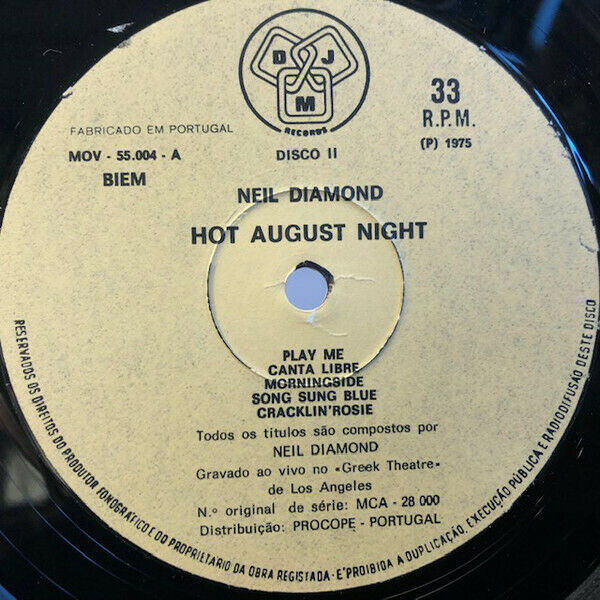 D J
M
RECORDS
33
R.P.M.
FABRICADO EM PORTUGAL
MOV - 55.004 - A
BIEM
DISCO II
(P) 1975
NEIL DIAMOND
HOT AUGUST NIGHT
PLAY ME
CANTA LIBRE
MORNINGSIDE
SONG SUNG BLUE
CRACKLIN'ROSIE
Todos os títulos são compostos por
NEIL DIAMOND
Gravado ao vivo no «Greek Theatre»
de Los Angeles
N.º original de série: MCA - 28 000
Distribuição: PROCOPE - PORTUGAL
RESERVADOS OS DIREITOS DO PRODUTOR FONOGRÁFICO E DO PROPRIETARIO DA OBRA REGISTADA - E'PROIBIDA A DUPLICAÇÃO, EXECUÇÃO PÚBLICA E RADIODIFUSÃO DESTE DISCO